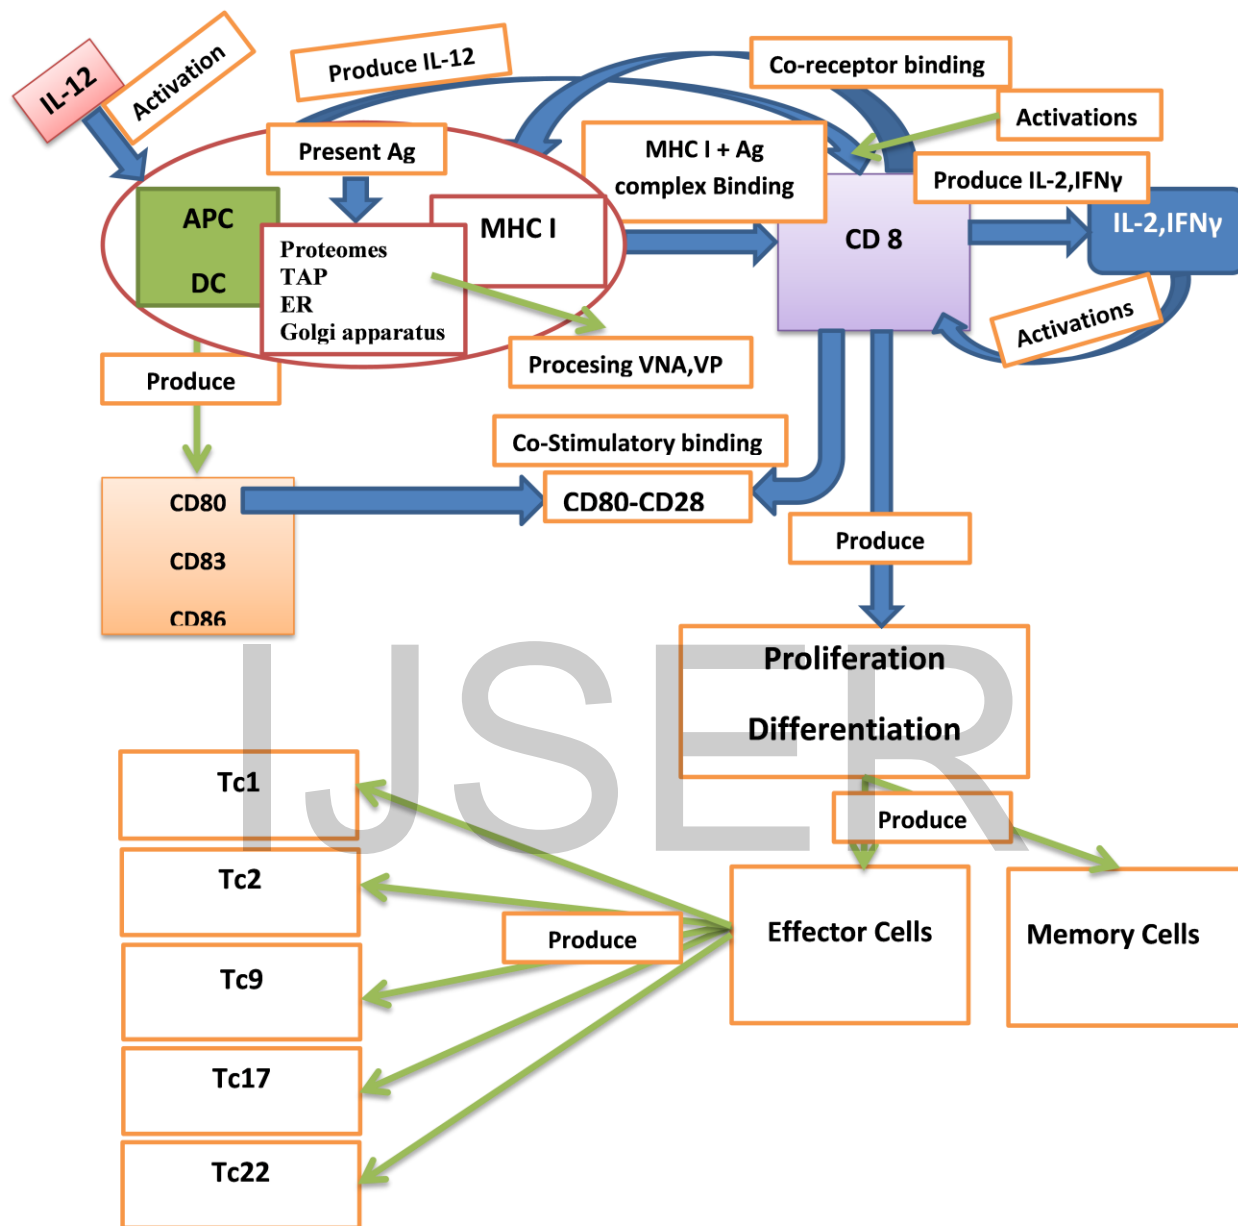 IL-12
Activation
Produce IL-12
Co-receptor binding
Activations
Present Ag
MHC I + Ag
complex Binding
Produce IL-2,IFNγ
APC
DC
MHC I
Proteomes
TAP
ER
Golgi apparatus
CD 8
IL-2,IFNγ
Activations
Produce
Procesing VNA,VP
Co-Stimulatory binding
CD80-CD28
CD80
CD83
CD86
Produce
Proliferation
Differentiation
IJSER
Produce
Tc1
Tc2
Tc9
Tc17
Tc22
Produce
Effector Cells
Memory Cells